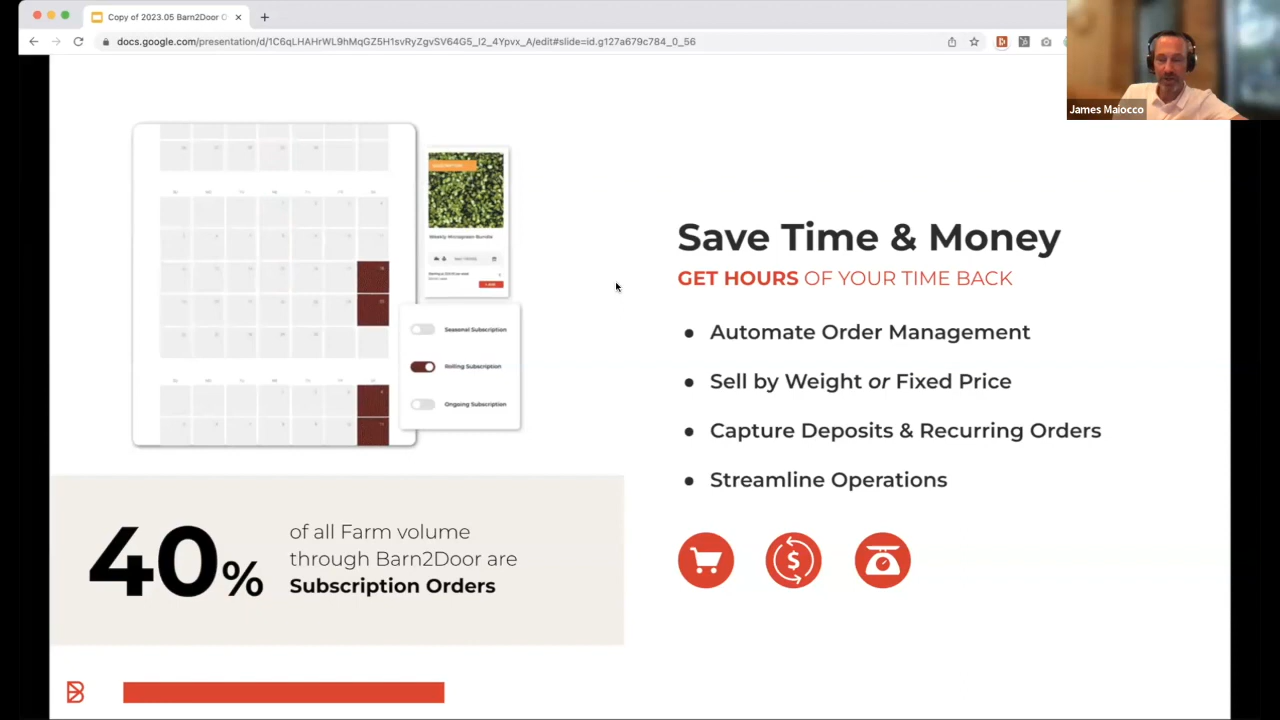 Copy of 2023.05 Barn2Door O
docs.google.com/presentation/d/1C6qLHAHrWL9hMqGZ5H1svRyZgvSV64G5_I2_4Ypvx_A/edit#slide=id.g127a679c784_0_56
James Maiocco
Weekly Microgreen Bundle
Seasonal Subscription
Rolling Subscription
Ongoing Subscription
Save Time & Money
GET HOURS OF YOUR TIME BACK
● Automate Order Management
● Sell by Weight or Fixed Price
● Capture Deposits & Recurring Orders
● Streamline Operations
40%
of all Farm volume
through Barn2Door are
Subscription Orders